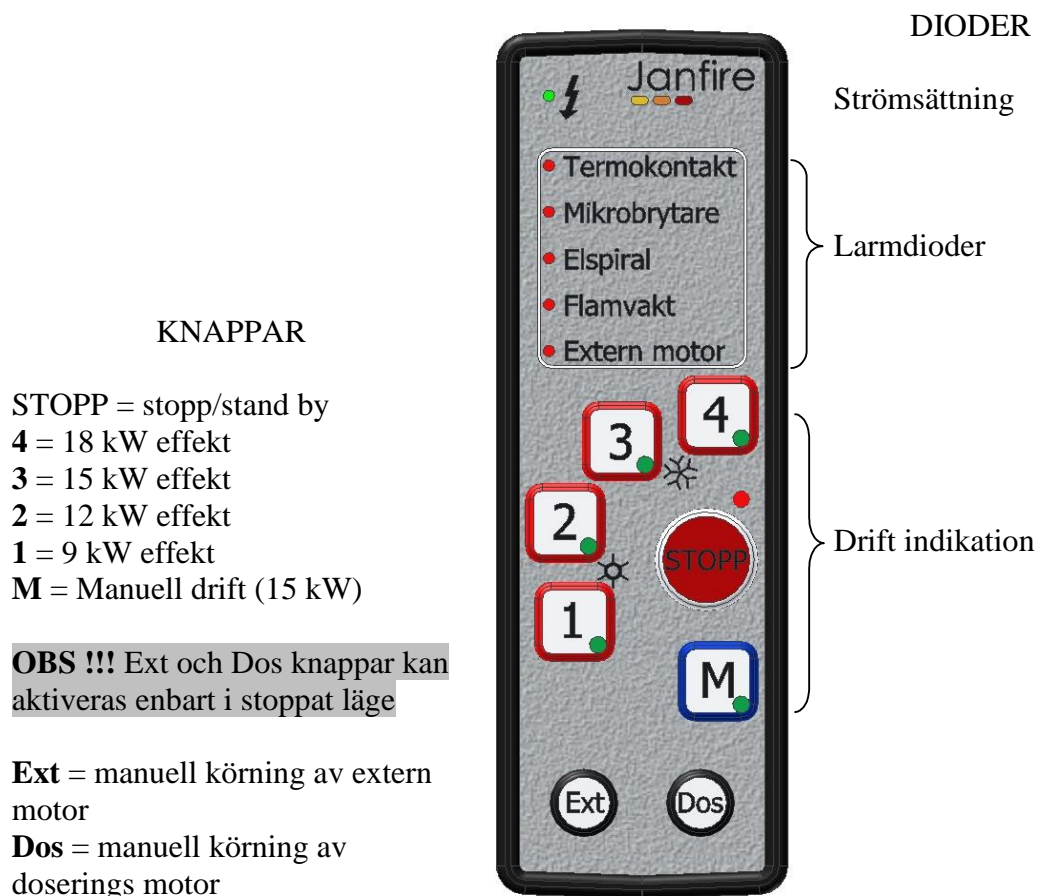 DIODER
Janfire
Strömsättning
Termokontakt
Mikrobrytare
Elspiral
Flamvakt
Extern motor
Larmdioder
KNAPPAR
STOPP = stopp/stand by
4 = 18 kW effekt
3 = 15 kW effekt
2 = 12 kW effekt
1 = 9 kW effekt
M = Manuell drift (15 kW)
OBS !!! Ext och Dos knappar kan
aktiveras enbart i stoppat läge
Ext = manuell körning av extern
motor
Dos = manuell körning av
doserings motor
4
3
2
STOPP
1
M
Ext
Dos
Drift indikation